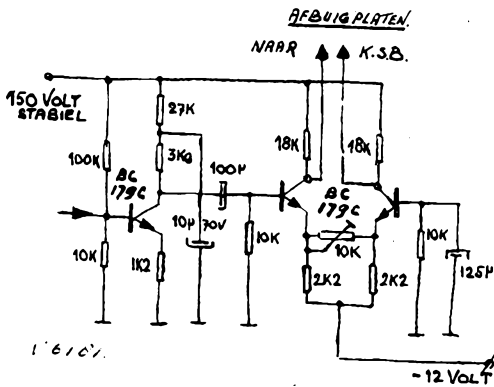 AFBUIGPLATEN.
NAAR K.S.B.
150 VOLT
STABIEL
27K
100K
3K9
BC
179C
100µ
18K
18K
BC
179C
10µ 70V
10K
10K
1K2
10K
10K
125µ
2K2
2K2
-12 VOLT